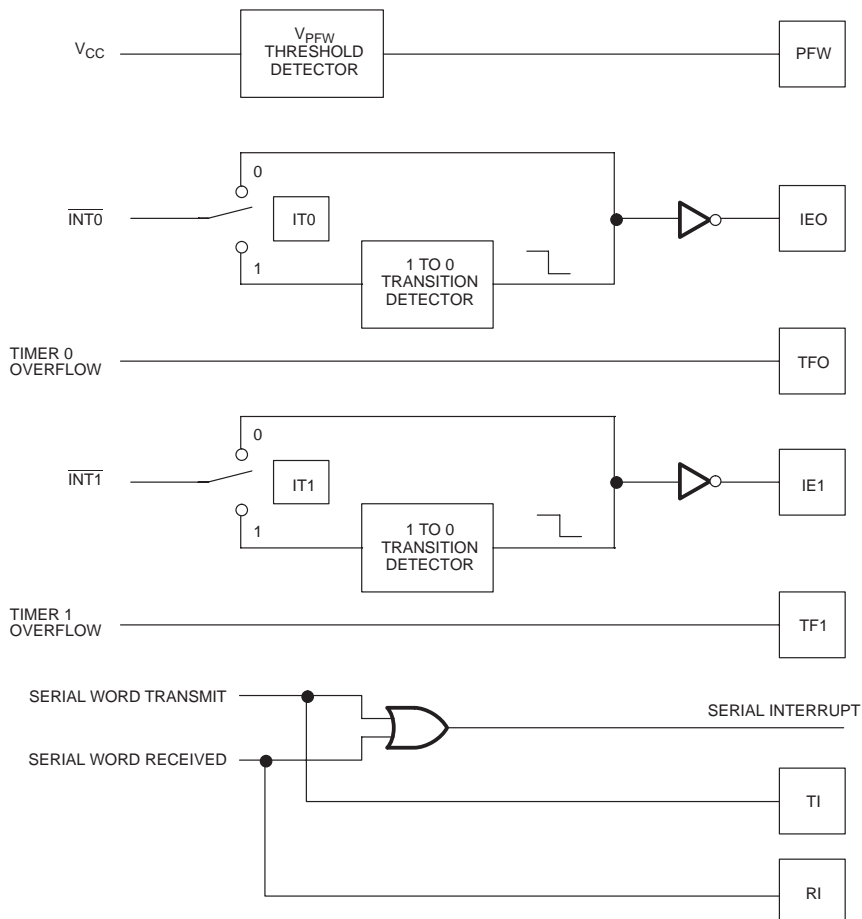 VCC
VPFW
THRESHOLD
DETECTOR
PFW
0
INT0
IT0
IEO
1
1 TO 0
TRANSITION
DETECTOR
TIMER 0
OVERFLOW
TFO
0
INT1
IT1
IE1
1
1 TO 0
TRANSITION
DETECTOR
TIMER 1
OVERFLOW
TF1
SERIAL WORD TRANSMIT
SERIAL INTERRUPT
SERIAL WORD RECEIVED
TI
RI